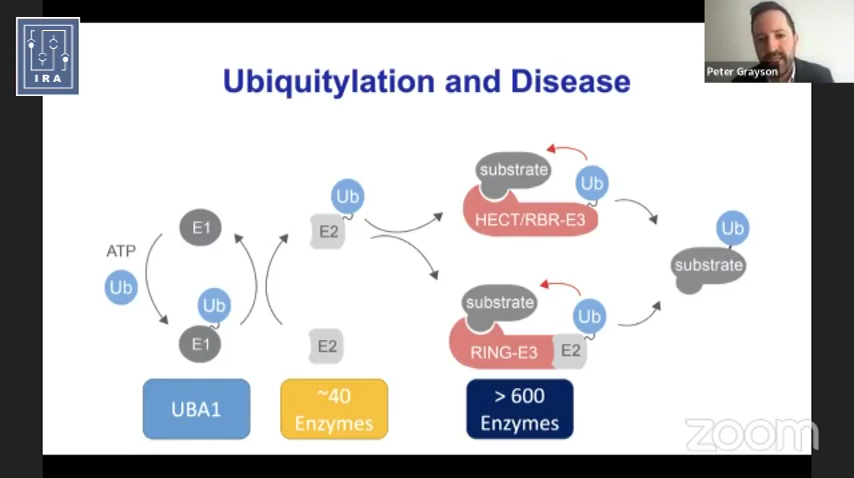 IRA
Peter Grayson
Ubiquitylation and Disease
substrate
Ub
HECT/RBR-E3
Ub
E2
E1
ATP
Ub
Ub
E1
E2
substrate
Ub
RING-E3
E2
Ub
substrate
UBA1
~40
Enzymes
> 600
Enzymes
zoom